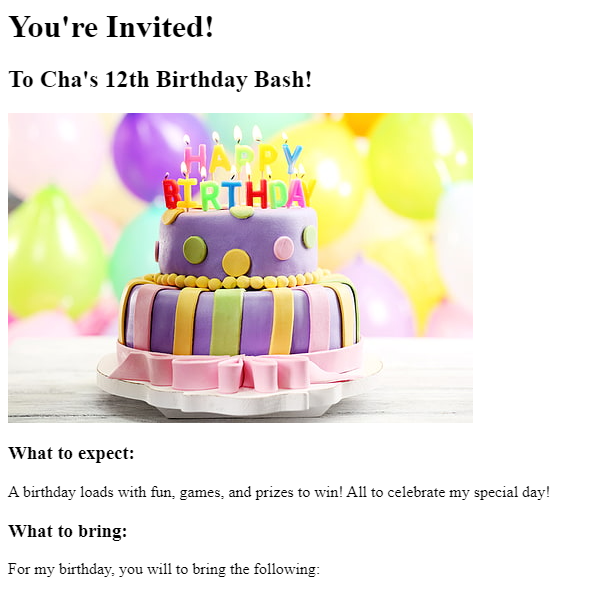 You're Invited!
To Cha's 12th Birthday Bash!
HAPPY
BIRTHDAY
What to expect:
A birthday loads with fun, games, and prizes to win! All to celebrate my special day!
What to bring:
For my birthday, you will to bring the following: